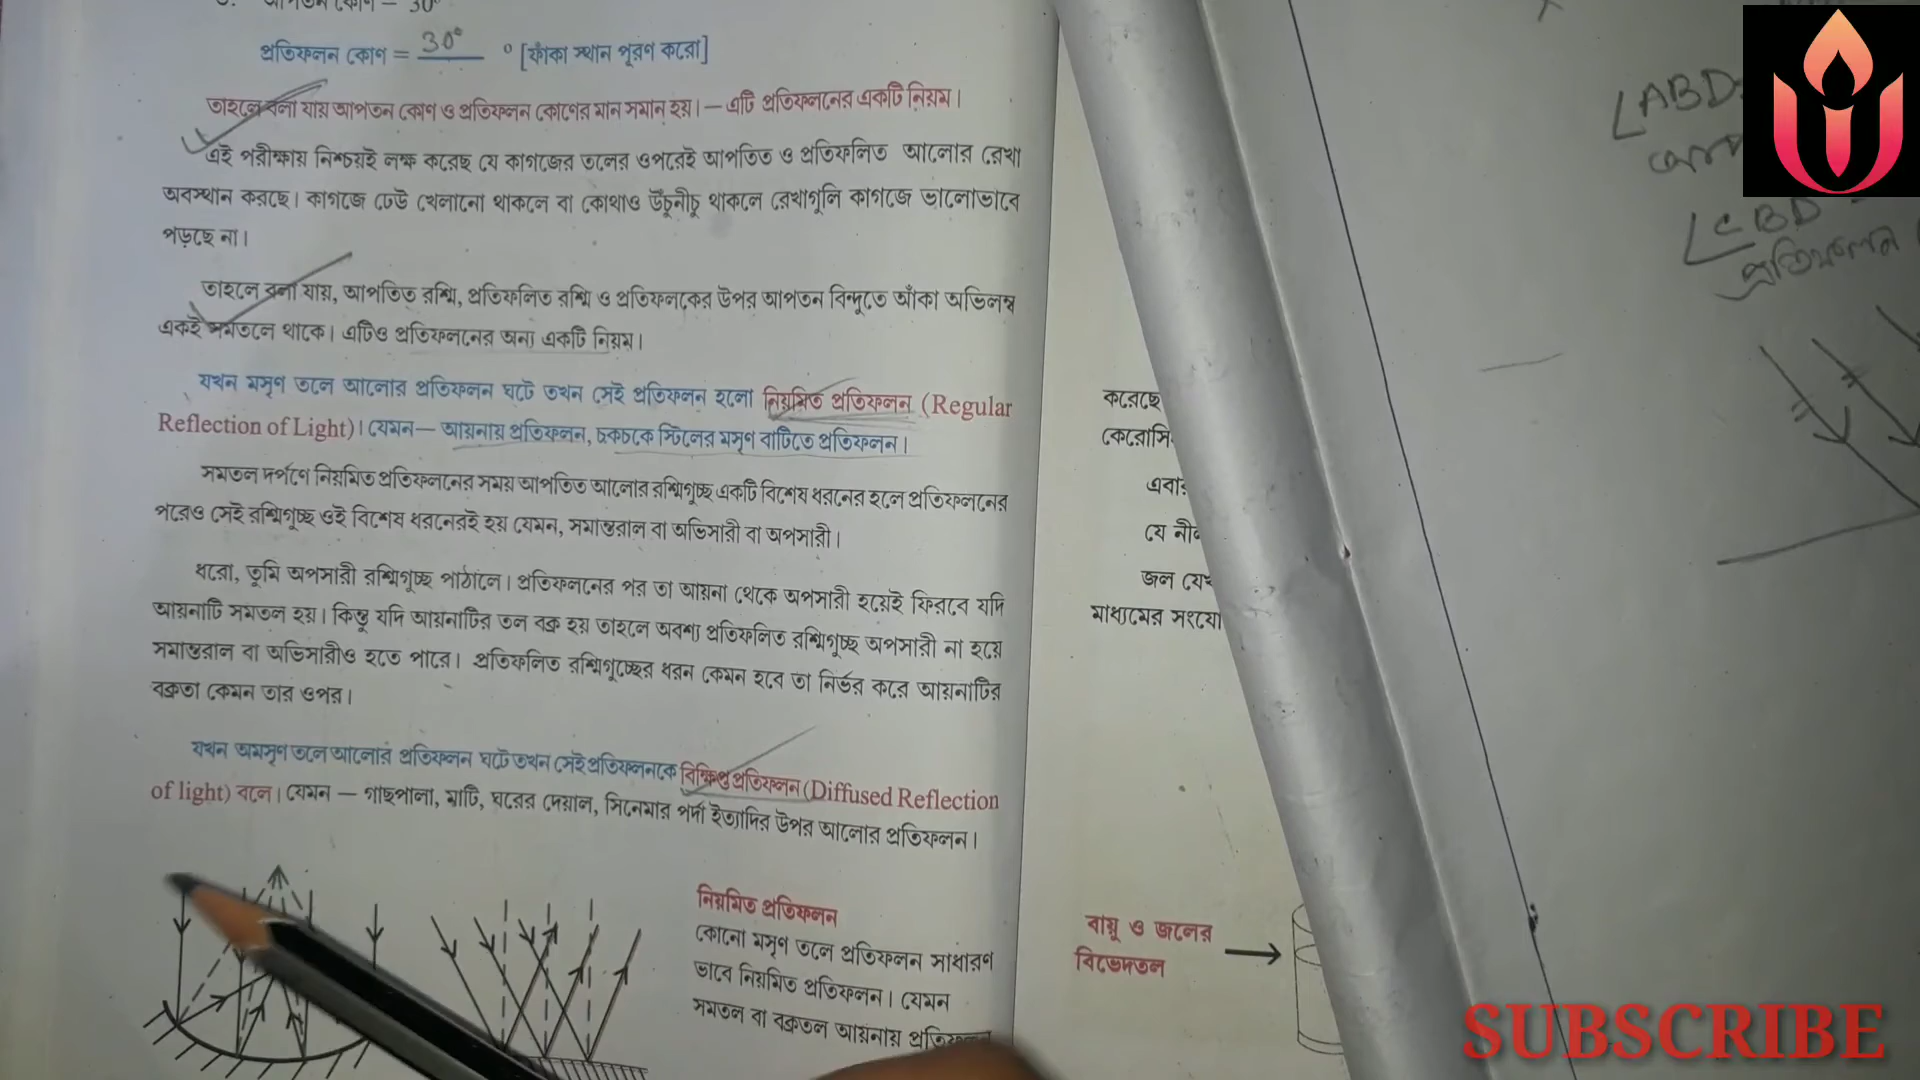 প্রতিফলন কোণ = 30° ° [ফাঁকা স্থান পূরণ করো]
তাহলে বলা যায় আপতন কোণ ও প্রতিফলন কোণের মান সমান হয়। — এটি প্রতিফলনের একটি নিয়ম।
এই পরীক্ষায় নিশ্চয়ই লক্ষ করেছ যে কাগজের তলের ওপরেই আপতিত ও প্রতিফলিত আলোর রেখা
অবস্থান করছে। কাগজে ঢেউ খেলানো থাকলে বা কোথাও উঁচুনীচু থাকলে রেখাগুলি কাগজে ভালোভাবে
পড়ছে না।
তাহলে বলা যায়, আপতিত রশ্মি, প্রতিফলিত রশ্মি ও প্রতিফলকের উপর আপতন বিন্দুতে আঁকা অভিলম্ব
একই সমতলে থাকে। এটিও প্রতিফলনের অন্য একটি নিয়ম।
যখন মসৃণ তলে আলোর প্রতিফলন ঘটে তখন সেই প্রতিফলন হলো নিয়মিত প্রতিফলন (Regular
Reflection of Light)। যেমন— আয়নায় প্রতিফলন, চকচকে স্টিলের মসৃণ বাটিতে প্রতিফলন।
সমতল দর্পণে নিয়মিত প্রতিফলনের সময় আপতিত আলোর রশ্মিগুচ্ছ একটি বিশেষ ধরনের হলে প্রতিফলনের
পরেও সেই রশ্মিগুচ্ছ ওই বিশেষ ধরনেরই হয় যেমন, সমান্তরাল বা অভিসারী বা অপসারী।
ধরো, তুমি অপসারী রশ্মিগুচ্ছ পাঠালে। প্রতিফলনের পর তা আয়না থেকে অপসারী হয়েই ফিরবে যদি
আয়নাটি সমতল হয়। কিন্তু যদি আয়নাটির তল বক্র হয় তাহলে অবশ্য প্রতিফলিত রশ্মিগুচ্ছ অপসারী না হয়ে
সমান্তরাল বা অভিসারীও হতে পারে। প্রতিফলিত রশ্মিগুচ্ছের ধরন কেমন হবে তা নির্ভর করে আয়নাটির
বক্রতা কেমন তার ওপর।
যখন অমসৃণ তলে আলোর প্রতিফলন ঘটে তখন সেই প্রতিফলনকে বিক্ষিপ্ত প্রতিফলন (Diffused Reflection
of light) বলে। যেমন — গাছপালা, মাটি, ঘরের দেয়াল, সিনেমার পর্দা ইত্যাদির উপর আলোর প্রতিফলন।
নিয়মিত প্রতিফলন
কোনো মসৃণ তলে প্রতিফলন সাধারণ
ভাবে নিয়মিত প্রতিফলন। যেমন
সমতল বা বক্রতল আয়নায়
করেছে
এবার
মাধ্যমের
বায়ু ও জলের
বিভেদতল
∠ABD
∠CBD
প্রতিফলন
SUBSCRIBE